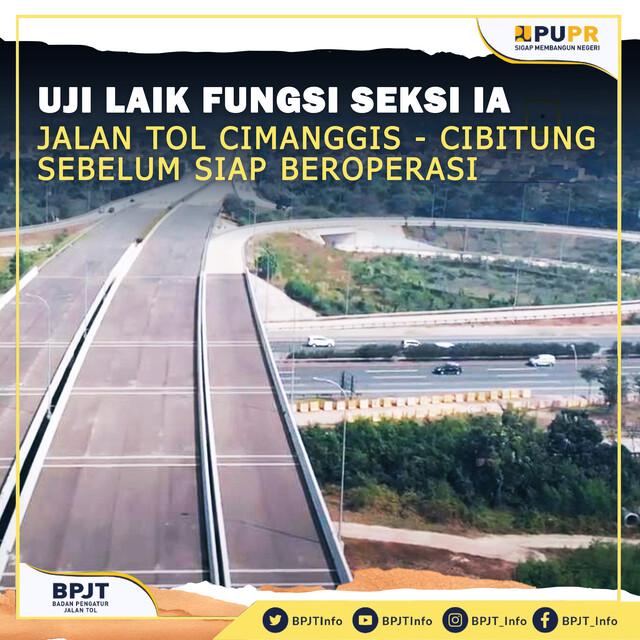 PUPR
SIGAP MEMBANGUN NEGERI
UJI LAIK FUNGSI SEKSI IA
JALAN TOL CIMANGGIS - CIBITUNG
SEBELUM SIAP BEROPERASI
BPJT
BADAN PENGATUR
JALAN TOL
BPJTInfo
BPJTInfo
BPJT_Info
BPJT_Info